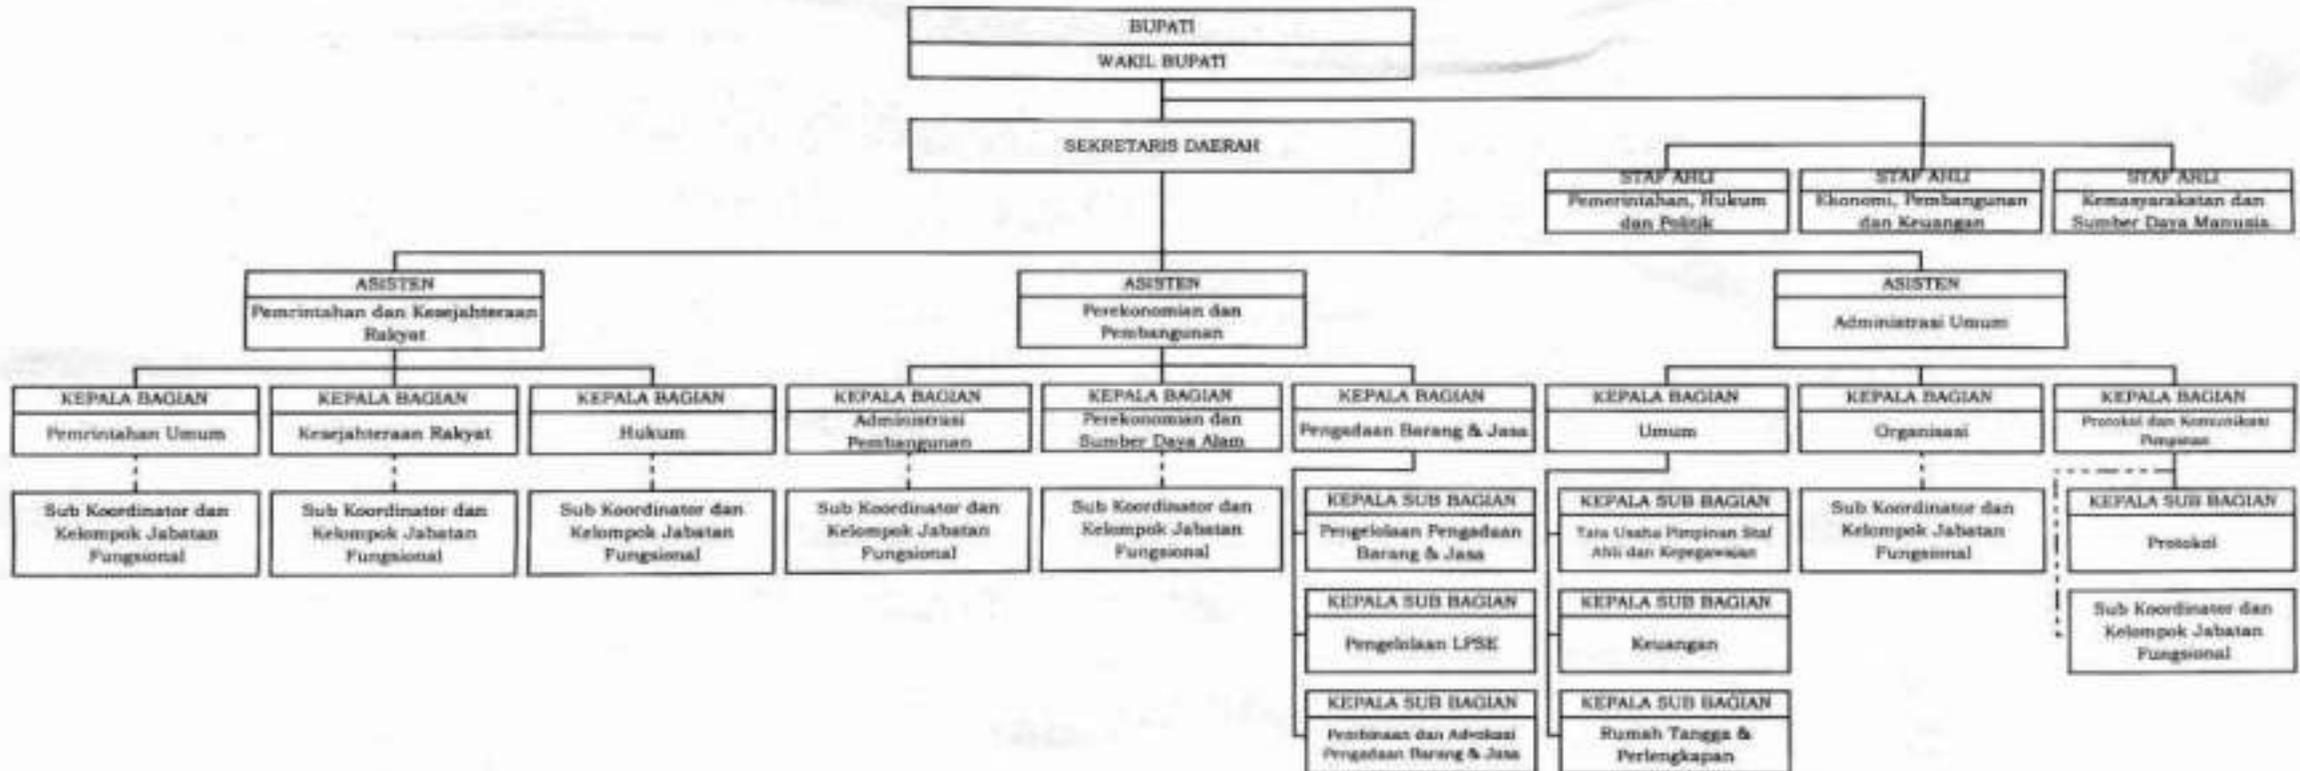 BUPATI
WAKIL BUPATI
SEKRETARIS DAERAH
STAF AHLI
Pemerintahan, Hukum
dan Politik
STAF AHLI
Ekonomi, Pembangunan
dan Keuangan
STAF AHLI
Kemasyarakatan dan
Sumber Daya Manusia.
ASISTEN
Pemrintahan dan Kesejahteraan
Rakyat
ASISTEN
Perekonomian dan
Pembangunan
ASISTEN
Administrasi Umum
KEPALA BAGIAN
Pemrintahan Umum
KEPALA BAGIAN
Kesejahteraan Rakyat
KEPALA BAGIAN
Hukum
KEPALA BAGIAN
Administrasi
Pembangunan
KEPALA BAGIAN
Perekonomian dan
Sumber Daya Alam
KEPALA BAGIAN
Pengadaan Barang & Jasa
KEPALA BAGIAN
Umum
KEPALA BAGIAN
Organisasi
KEPALA BAGIAN
Protokol dan Komunikasi
Pimpinan
Sub Koordinator dan
Kelompok Jabatan
Fungsional
Sub Koordinator dan
Kelompok Jabatan
Fungsional
Sub Koordinator dan
Kelompok Jabatan
Fungsional
Sub Koordinator dan
Kelompok Jabatan
Fungsional
Sub Koordinator dan
Kelompok Jabatan
Fungsional
KEPALA SUB BAGIAN
Pengelolaan Pengadaan
Barang & Jasa
KEPALA SUB BAGIAN
Tata Usaha Pimpinan Staf
Ahli dan Kepegawaian
Sub Koordinator dan
Kelompok Jabatan
Fungsional
KEPALA SUB BAGIAN
Protokol
KEPALA SUB BAGIAN
Pengelolaan LPSE
KEPALA SUB BAGIAN
Keuangan
Sub Koordinator dan
Kelompok Jabatan
Fungsional
KEPALA SUB BAGIAN
Pembinaan dan Advokasi
Pengadaan Barang & Jasa
KEPALA SUB BAGIAN
Rumah Tangga &
Perlengkapan